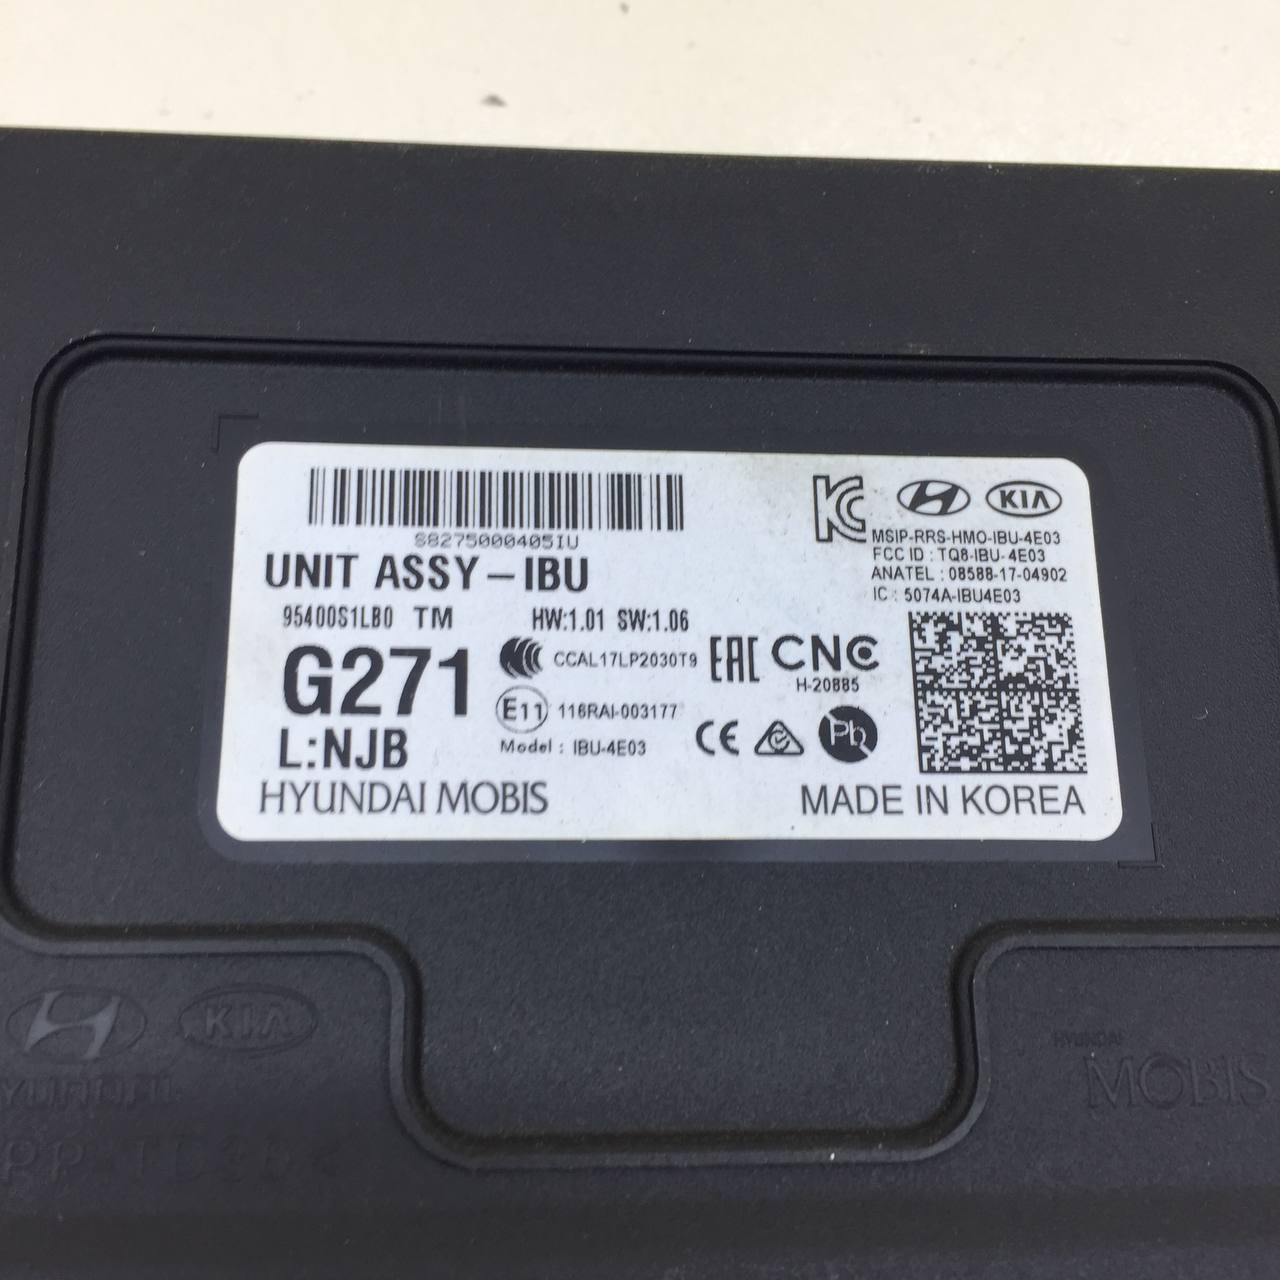 S8275000405IU
UNIT ASSY-IBU
95400S1LB0 TM HW:1.01 SW:1.06
G271
L:NJB
HYUNDAI MOBIS
CCAL17LP2030T9
E11 116RAI-003177
Model : IBU-4E03
EAC CNC
H-20885
CE
Pb
KC
KIA
MSIP-RRS-HMO-IBU-4E03
FCC ID : TQ8-IBU-4E03
ANATEL : 08588-17-04902
IC : 5074A-IBU4E03
MADE IN KOREA
KIA
HYUNDAI
MOBIS